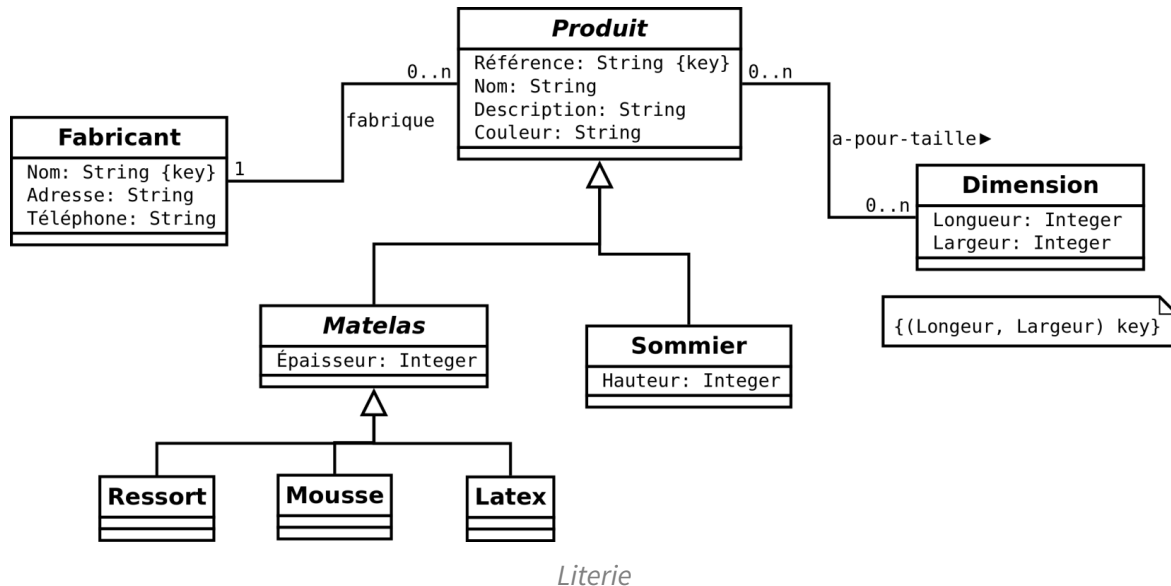 Produit
Référence: String {key}
Nom: String
Description: String
Couleur: String
0..n
0..n
fabrique
a-pour-taille►
Fabricant
Nom: String {key}
Adresse: String
Téléphone: String
1
Dimension
Longueur: Integer
Largeur: Integer
0..n
{(Longeur, Largeur) key}
Matelas
Épaisseur: Integer
Sommier
Hauteur: Integer
Ressort
Mousse
Latex
Literie